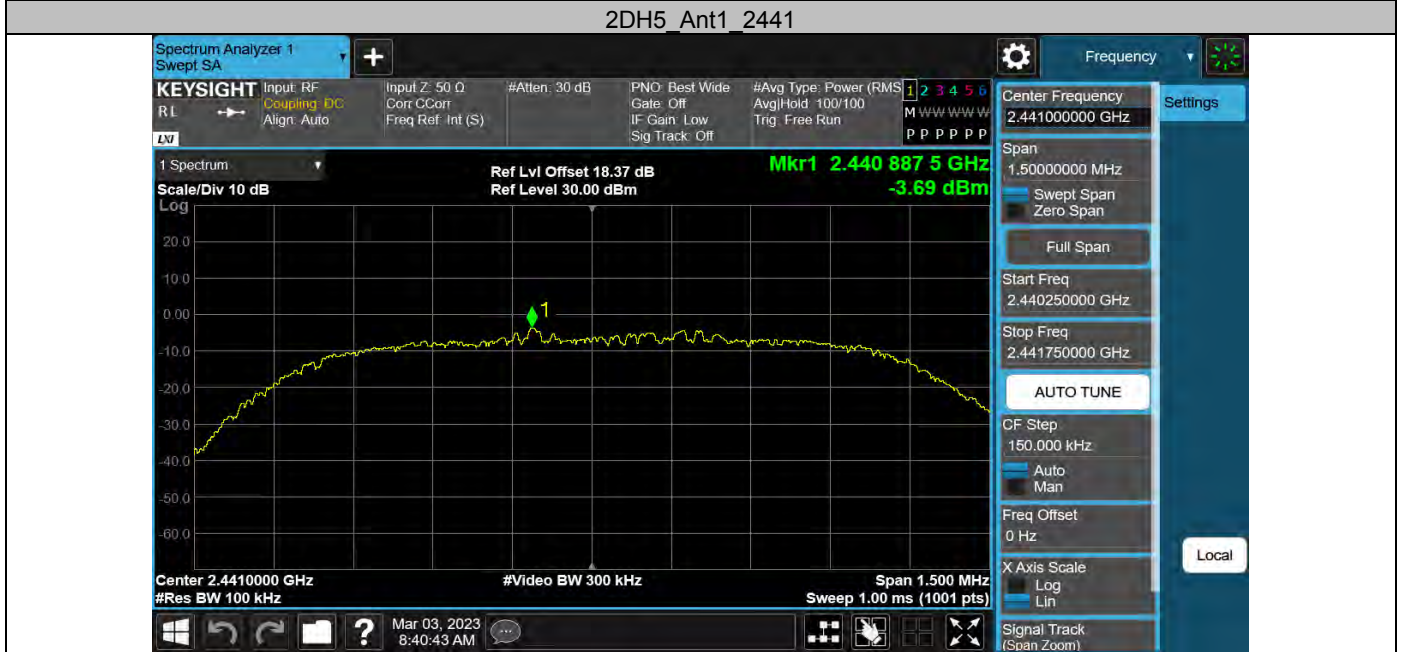 2DH5_Ant1_2441
Spectrum Analyzer 1
Swept SA
+
Frequency
KEYSIGHT
RL
LXI
Input: RF
Coupling: DC
Align: Auto
Input Z: 50 Ω
Corr CCorr
Freq Ref: Int (S)
#Atten: 30 dB
PNO: Best Wide
Gate: Off
IF Gain: Low
Sig Track: Off
#Avg Type: Power (RMS
Avg|Hold: 100/100
Trig: Free Run
1 2 3 4 5 6
M W W W W W
P P P P P P
Center Frequency
2.441000000 GHz
Settings
Span
1.50000000 MHz
Swept Span
Zero Span
Full Span
Start Freq
2.440250000 GHz
Stop Freq
2.441750000 GHz
AUTO TUNE
CF Step
150.000 kHz
Auto
Man
Freq Offset
0 Hz
X Axis Scale
Log
Lin
Signal Track
(Span Zoom)
Local
1 Spectrum
Scale/Div 10 dB
Log
Ref Lvl Offset 18.37 dB
Ref Level 30.00 dBm
Mkr1 2.440 887 5 GHz
-3.69 dBm
1
20.0
10.0
0.00
-10.0
-20.0
-30.0
-40.0
-50.0
-60.0
Center 2.4410000 GHz
#Res BW 100 kHz
#Video BW 300 kHz
Span 1.500 MHz
Sweep 1.00 ms (1001 pts)
?
Mar 03, 2023
8:40:43 AM